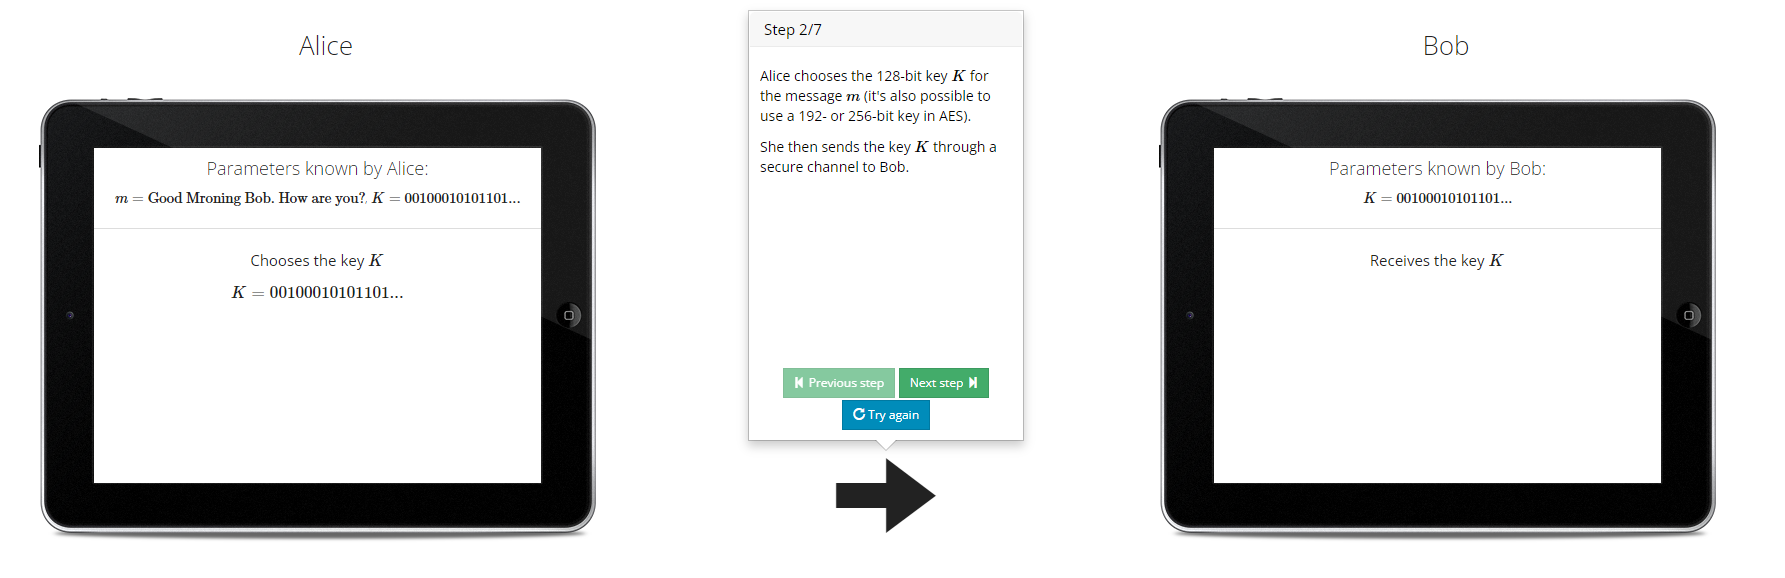 Alice
Parameters known by Alice:
m = Good Mroning Bob. How are you?, K = 00100010101101...
Chooses the key K
K = 00100010101101...
Step 2/7
Alice chooses the 128-bit key K for
the message m (it's also possible to
use a 192- or 256-bit key in AES).
She then sends the key K through a
secure channel to Bob.
Previous step
Next step
Try again
Bob
Parameters known by Bob:
K = 00100010101101...
Receives the key K